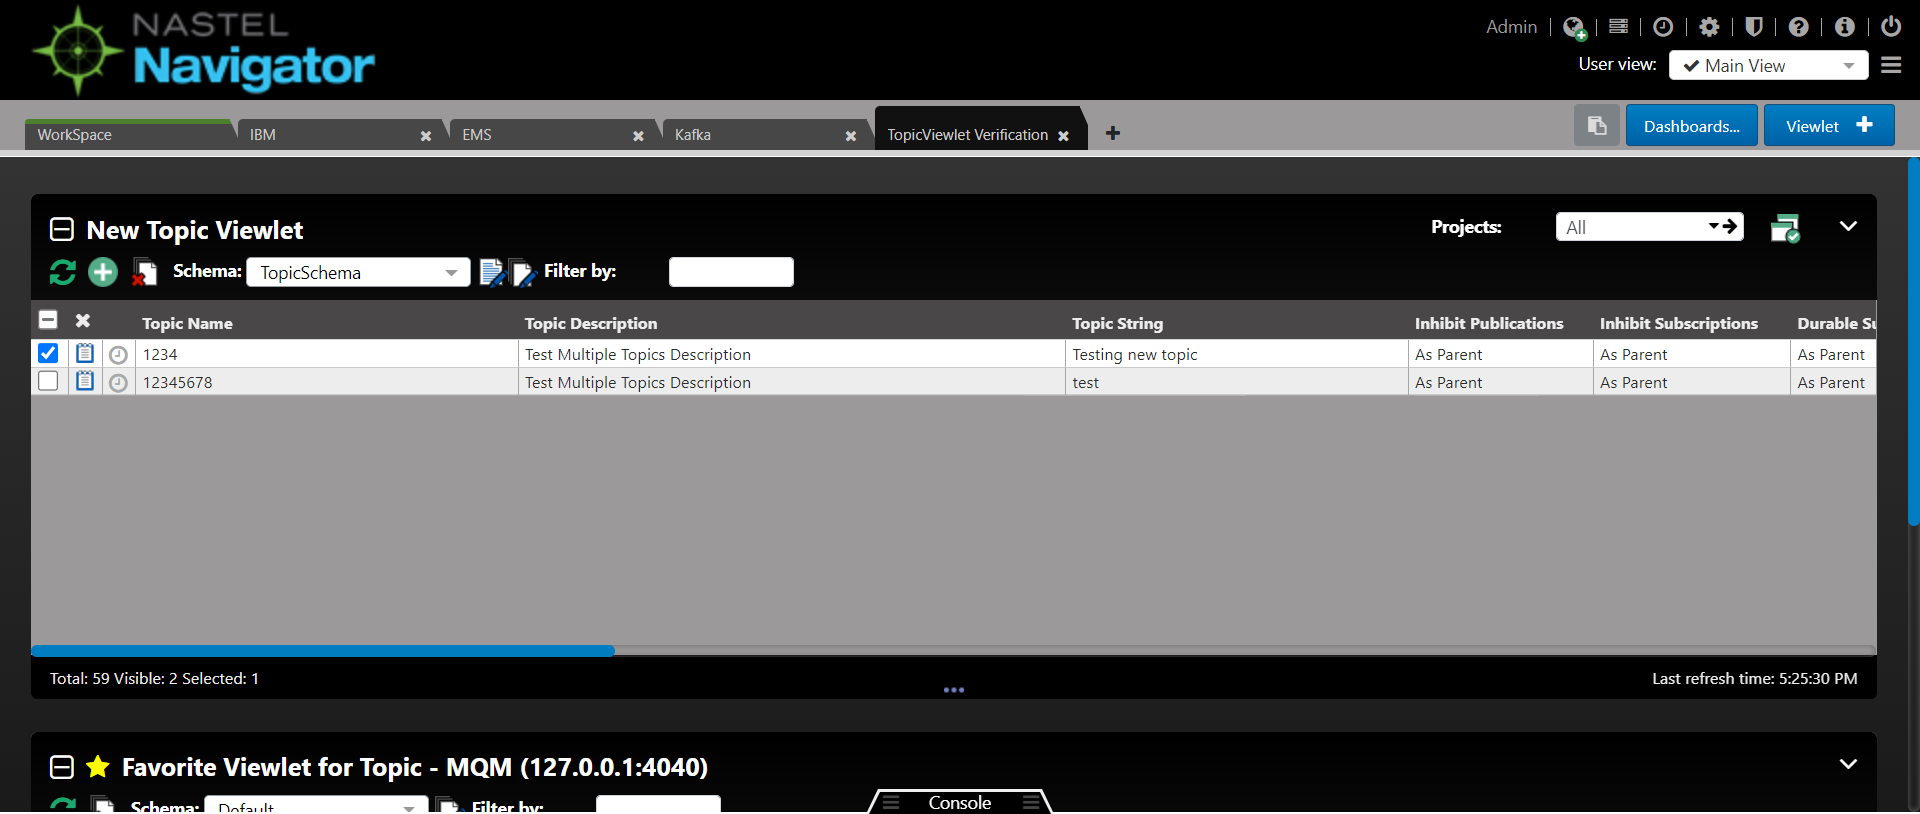 NASTEL
Navigator
Admin
User view: Main View
WorkSpace IBM EMS Kafka TopicViewlet Verification
Dashboards... Viewlet
New Topic Viewlet
Projects: All
Schema: TopicSchema Filter by:
Topic Name Topic Description Topic String Inhibit Publications Inhibit Subscriptions Durable Su
1234 Test Multiple Topics Description Testing new topic As Parent As Parent As Parent
12345678 Test Multiple Topics Description test As Parent As Parent As Parent
Total: 59 Visible: 2 Selected: 1
Last refresh time: 5:25:30 PM
Favorite Viewlet for Topic - MQM (127.0.0.1:4040)
Schema: Default Filter by:
Console